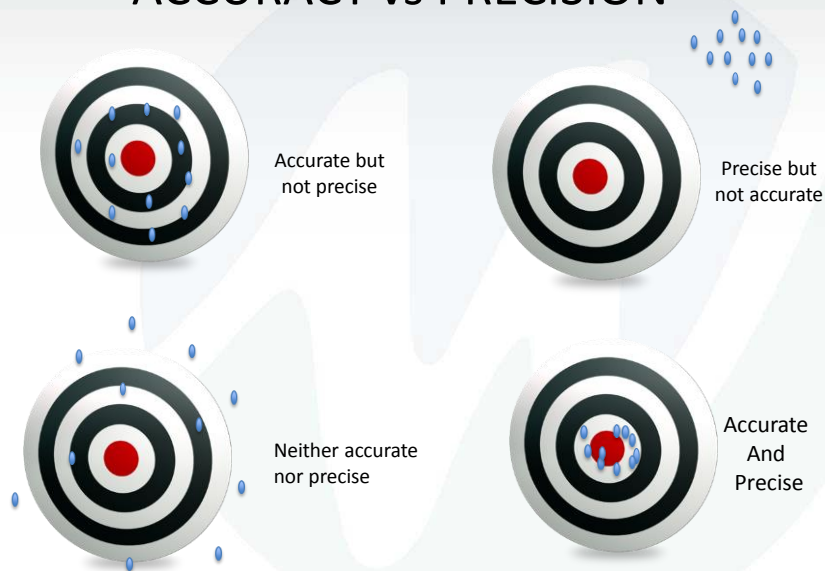 ACCURACY vs PRECISION
Accurate but
not precise
Precise but
not accurate
Neither accurate
nor precise
Accurate
And
Precise